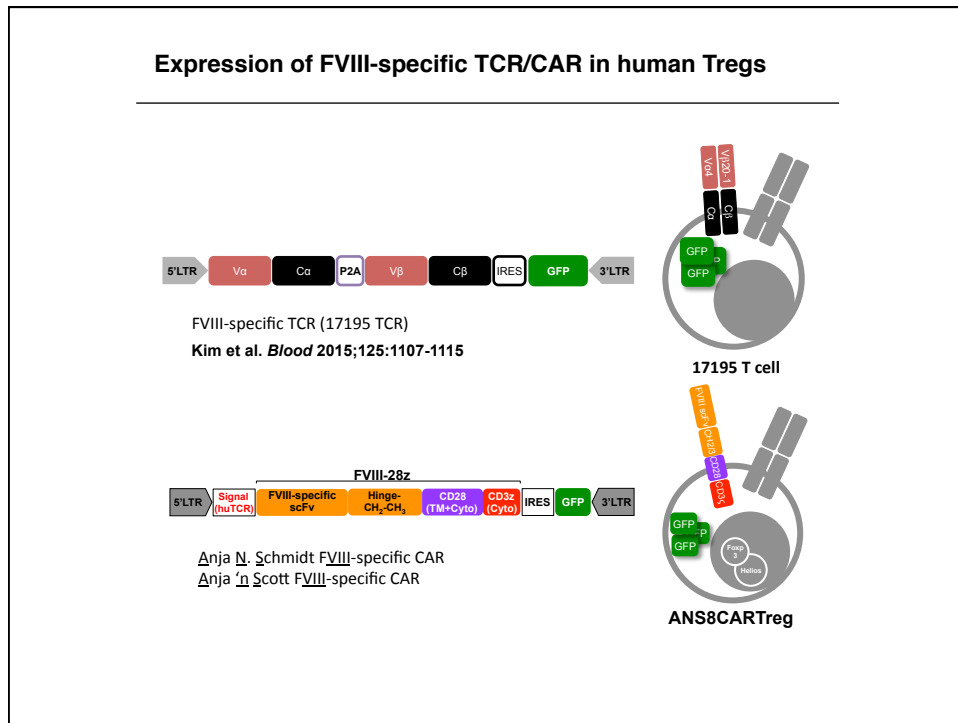 Expression of FVIII-specific TCR/CAR in human Tregs
Vα4
Vβ20-1
Cα
Cβ
GFP
GFP
5'LTR
Vα
Cα
P2A
Vβ
Cβ
IRES
GFP
3'LTR
FVIII-specific TCR (17195 TCR)
Kim et al. Blood 2015;125:1107-1115
17195 T cell
FVIII scFv
CH2/3
CD28
CD3ζ
FVIII-28z
5'LTR
Signal
(huTCR)
FVIII-specific
scFv
Hinge-
CH₂-CH₃
CD28
(TM+Cyto)
CD3z
(Cyto)
IRES
GFP
3'LTR
GFP
GFP
Foxp
3
Helios
Anja N. Schmidt FVIII-specific CAR
Anja 'n Scott FVIII-specific CAR
ANS8CARTreg